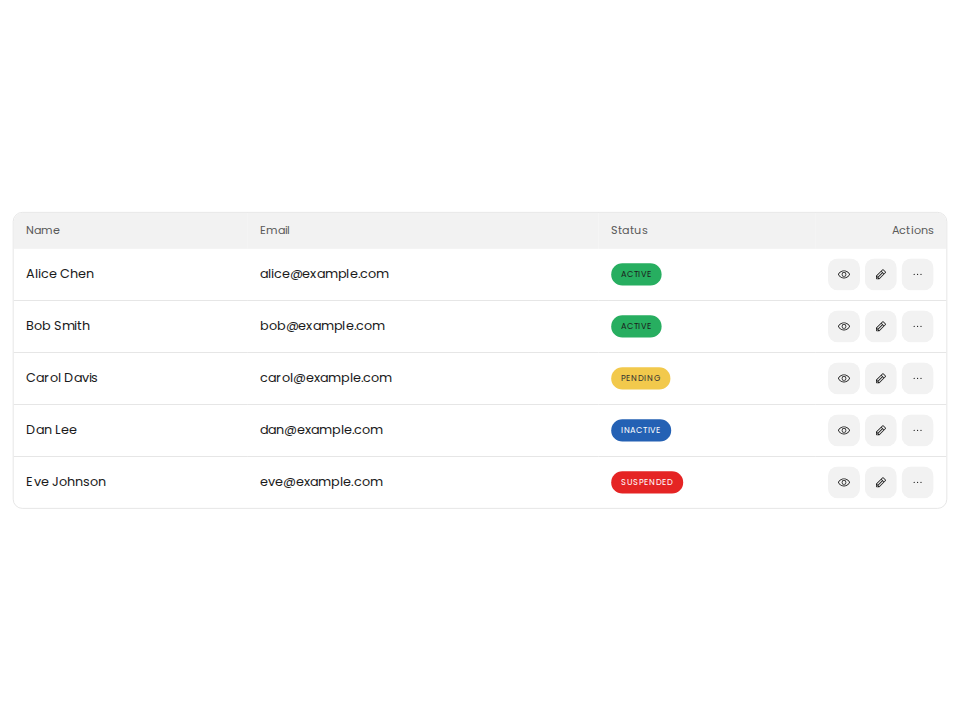 Name Email Status Actions
Alice Chen alice@example.com ACTIVE
Bob Smith bob@example.com ACTIVE
Carol Davis carol@example.com PENDING
Dan Lee dan@example.com INACTIVE
Eve Johnson eve@example.com SUSPENDED